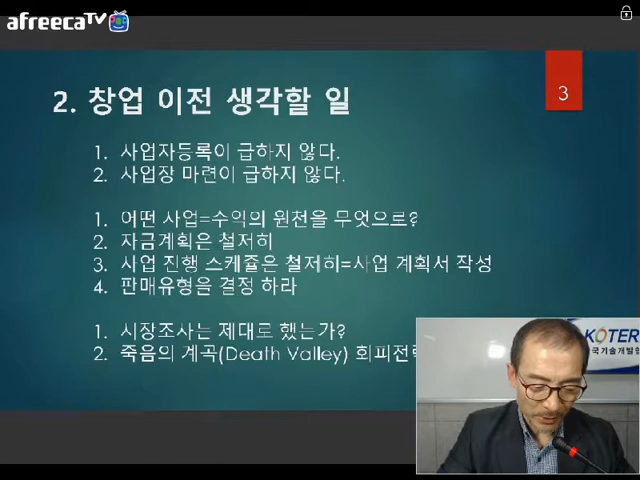 afreecaTV
2. 창업 이전 생각할 일
3
1. 사업자등록이 급하지 않다.
2. 사업장 마련이 급하지 않다.
1. 어떤 사업=수익의 원천을 무엇으로?
2. 자금계획은 철저히
3. 사업 진행 스케쥴은 철저히=사업 계획서 작성
4. 판매유형을 결정 하라
1. 시장조사는 제대로 했는가?
2. 죽음의 계곡(Death Valley) 회피전략
KOTER
국기술개발